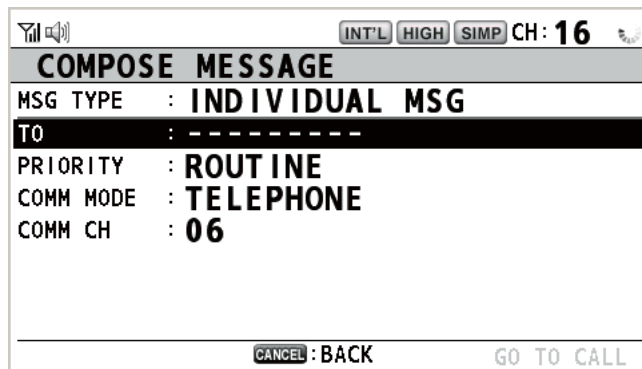 INT'L HIGH SIMP CH: 16
COMPOSE MESSAGE
MSG TYPE : INDIVIDUAL MSG
TO : ---------
PRIORITY : ROUTINE
COMM MODE : TELEPHONE
COMM CH : 06
CANCEL : BACK GO TO CALL